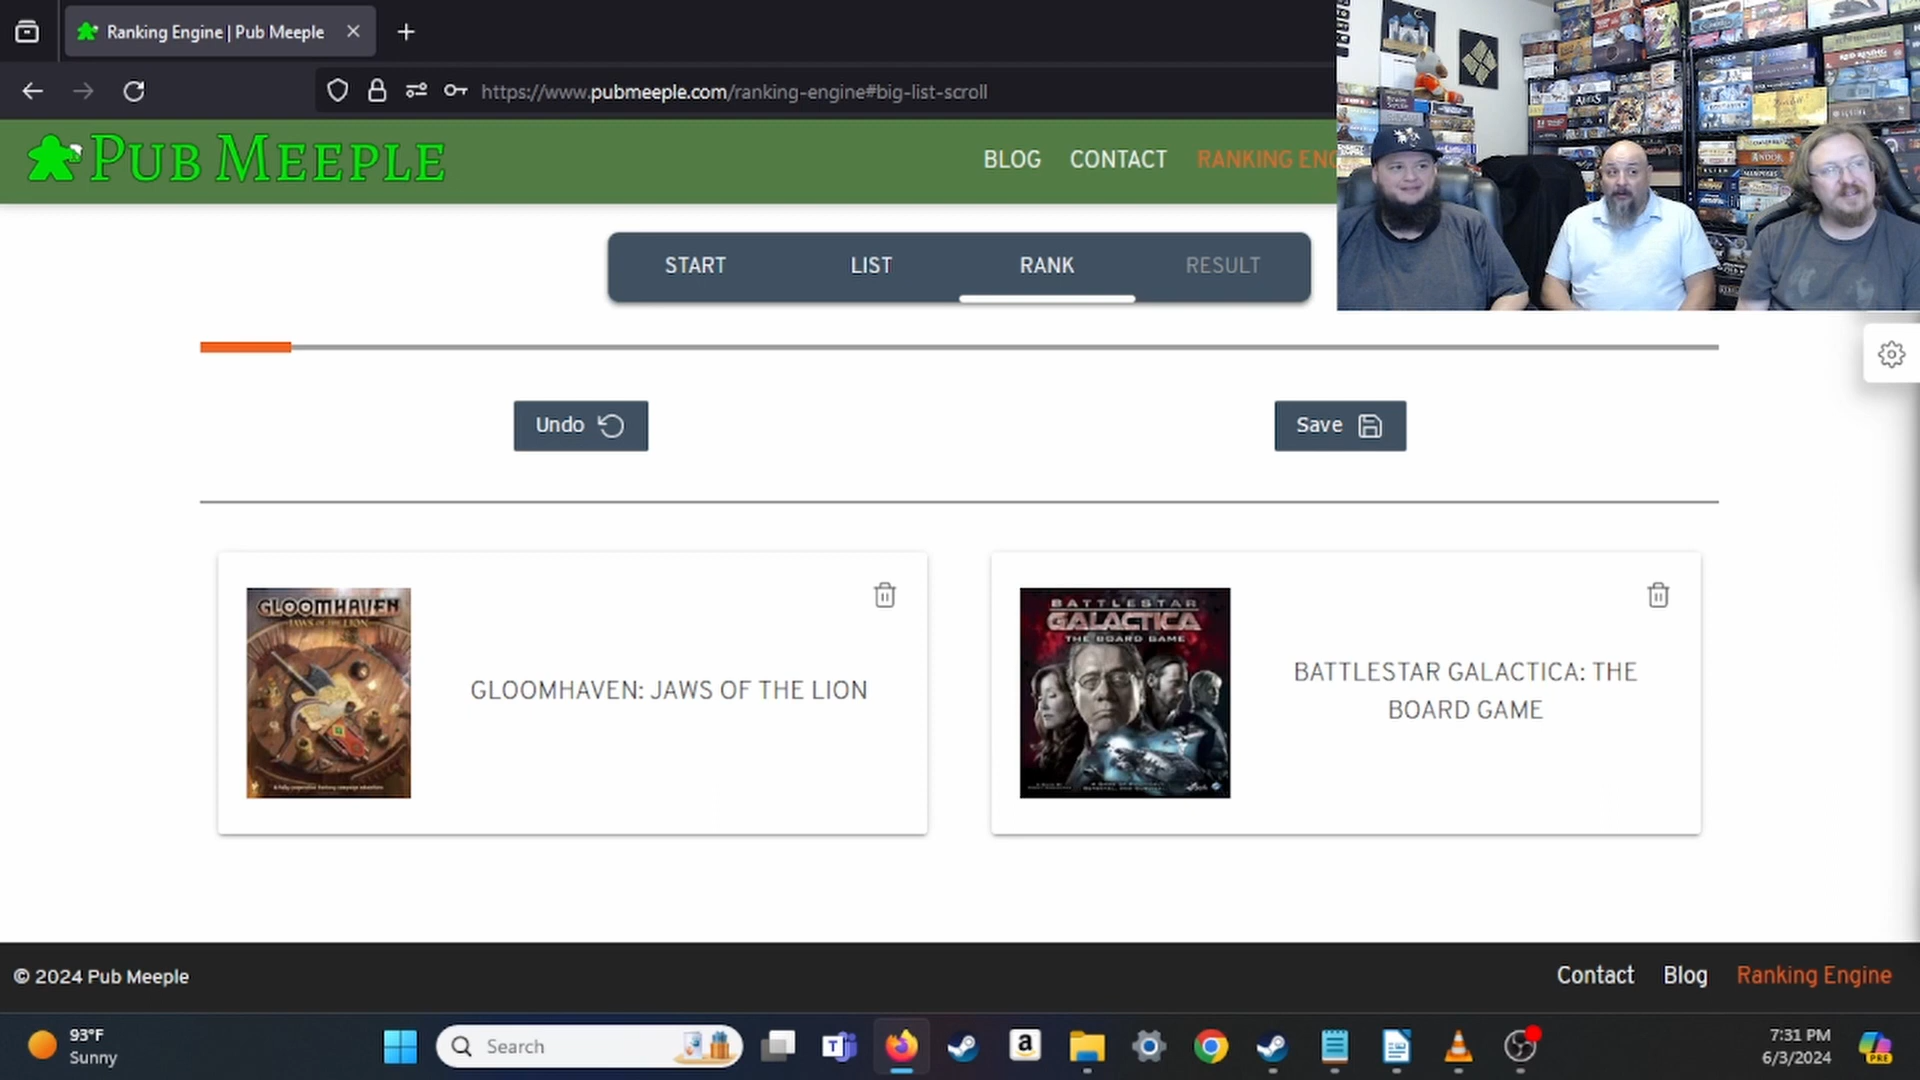 Ranking Engine | Pub Meeple
https://www.pubmeeple.com/ranking-engine#big-list-scroll
PUB MEEPLE
BLOG
CONTACT
RANKING ENG
START
LIST
RANK
RESULT
Undo
Save
GLOOMHAVEN
JAWS OF THE LION
GLOOMHAVEN: JAWS OF THE LION
BATTLESTAR
GALACTICA
THE BOARD GAME
BATTLESTAR GALACTICA: THE
BOARD GAME
© 2024 Pub Meeple
Contact
Blog
Ranking Engine
93°F
Sunny
Search
7:31 PM
6/3/2024
PRE